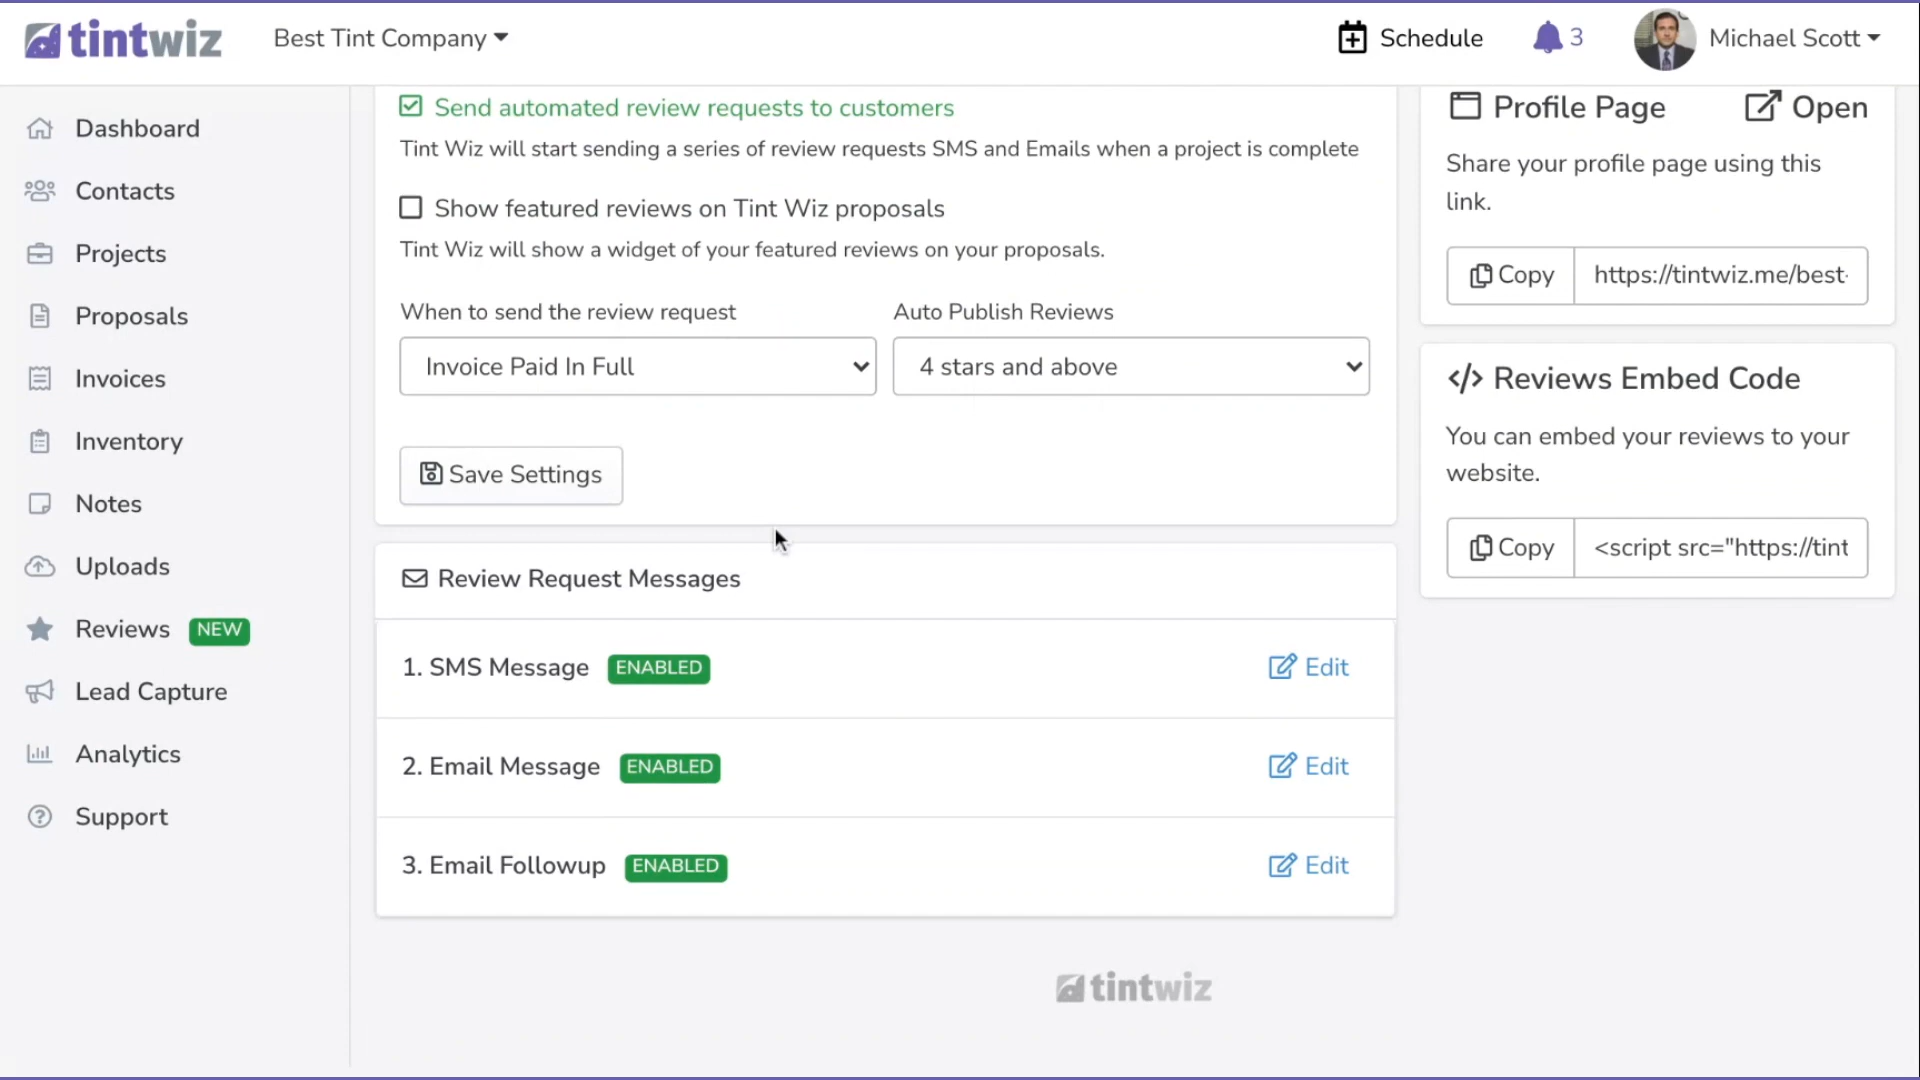 tintwiz
Best Tint Company
Schedule
3
Michael Scott
Dashboard
Contacts
Projects
Proposals
Invoices
Inventory
Notes
Uploads
Reviews NEW
Lead Capture
Analytics
Support
Send automated review requests to customers
Tint Wiz will start sending a series of review requests SMS and Emails when a project is complete
Show featured reviews on Tint Wiz proposals
Tint Wiz will show a widget of your featured reviews on your proposals.
When to send the review request
Invoice Paid In Full
Auto Publish Reviews
4 stars and above
Save Settings
Review Request Messages
1. SMS Message ENABLED Edit
2. Email Message ENABLED Edit
3. Email Followup ENABLED Edit
Profile Page Open
Share your profile page using this
link.
Copy https://tintwiz.me/best-
</> Reviews Embed Code
You can embed your reviews to your
website.
Copy <script src="https://tint
tintwiz